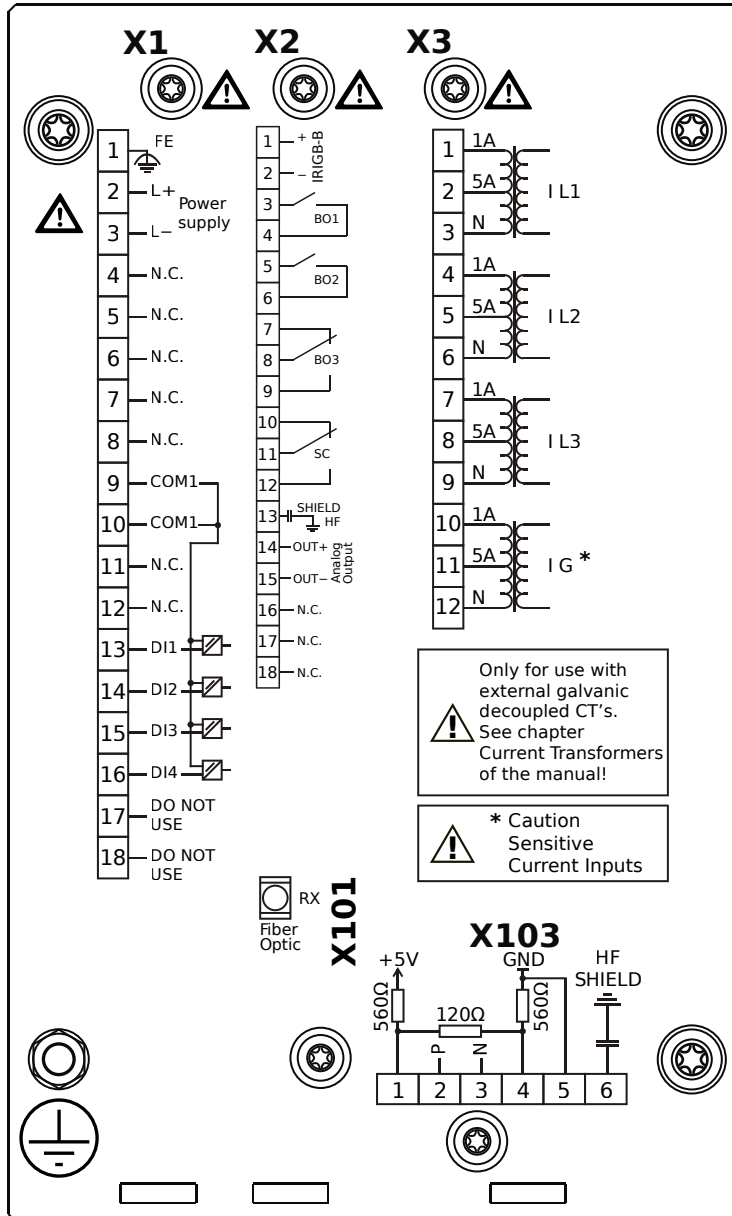 X1
1 FE
2 L+
Power
supply
3 L−
4 N.C.
5 N.C.
6 N.C.
7 N.C.
8 N.C.
9 COM1
10 COM1
11 N.C.
12 N.C.
13 DI1
14 DI2
15 DI3
16 DI4
17 DO NOT
USE
18 DO NOT
USE
X2
1 +
2 −
IRIGB-B
3
BO1
4
5
BO2
6
7
8 BO3
9
10
11 SC
12
13 SHIELD
HF
14 OUT+
15 OUT−
Analog
Output
16 N.C.
17 N.C.
18 N.C.
X3
1 1A
2 5A I L1
3 N
4 1A
5 5A I L2
6 N
7 1A
8 5A I L3
9 N
10 1A
11 5A I G *
12 N
Only for use with
external galvanic
decoupled CT's.
See chapter
Current Transformers
of the manual!
* Caution
Sensitive
Current Inputs
!
!
!
!
!
!
RX
Fiber
Optic
X101
X103
+5V
GND
HF
SHIELD
560Ω
120Ω
560Ω
P
N
1 2 3 4 5 6